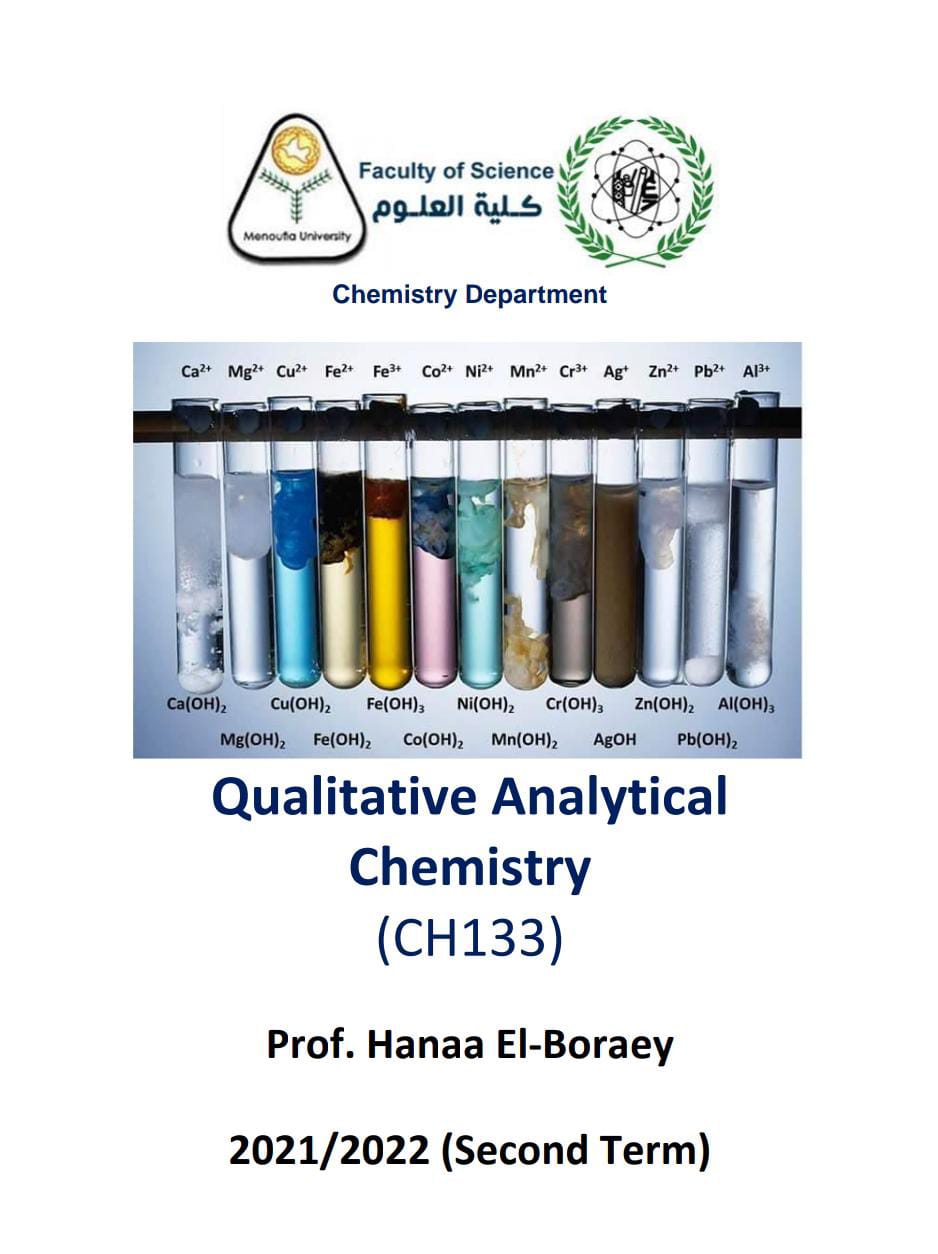 Menoufia University
Faculty of Science
كلية العلوم
Chemistry Department
Ca²⁺ Mg²⁺ Cu²⁺ Fe²⁺ Fe³⁺ Co²⁺ Ni²⁺ Mn²⁺ Cr³⁺ Ag⁺ Zn²⁺ Pb²⁺ Al³⁺
Ca(OH)₂ Cu(OH)₂ Fe(OH)₃ Ni(OH)₂ Cr(OH)₃ Zn(OH)₂ Al(OH)₃
Mg(OH)₂ Fe(OH)₂ Co(OH)₂ Mn(OH)₂ AgOH Pb(OH)₂
Qualitative Analytical
Chemistry
(CH133)
Prof. Hanaa El-Boraey
2021/2022 (Second Term)